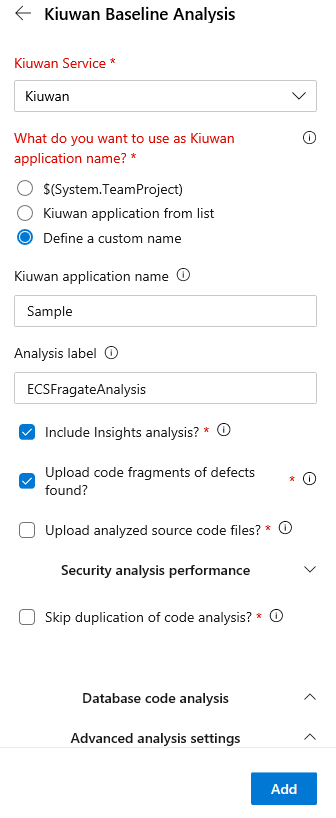 Kiuwan Baseline Analysis
Kiuwan Service *
Kiuwan
What do you want to use as Kiuwan
application name? *
$(System.TeamProject)
Kiuwan application from list
Define a custom name
Kiuwan application name
Sample
Analysis label
ECSFragateAnalysis
Include Insights analysis? *
Upload code fragments of defects *
found?
Upload analyzed source code files? *
Security analysis performance
Skip duplication of code analysis? *
Database code analysis
Advanced analysis settings
Add